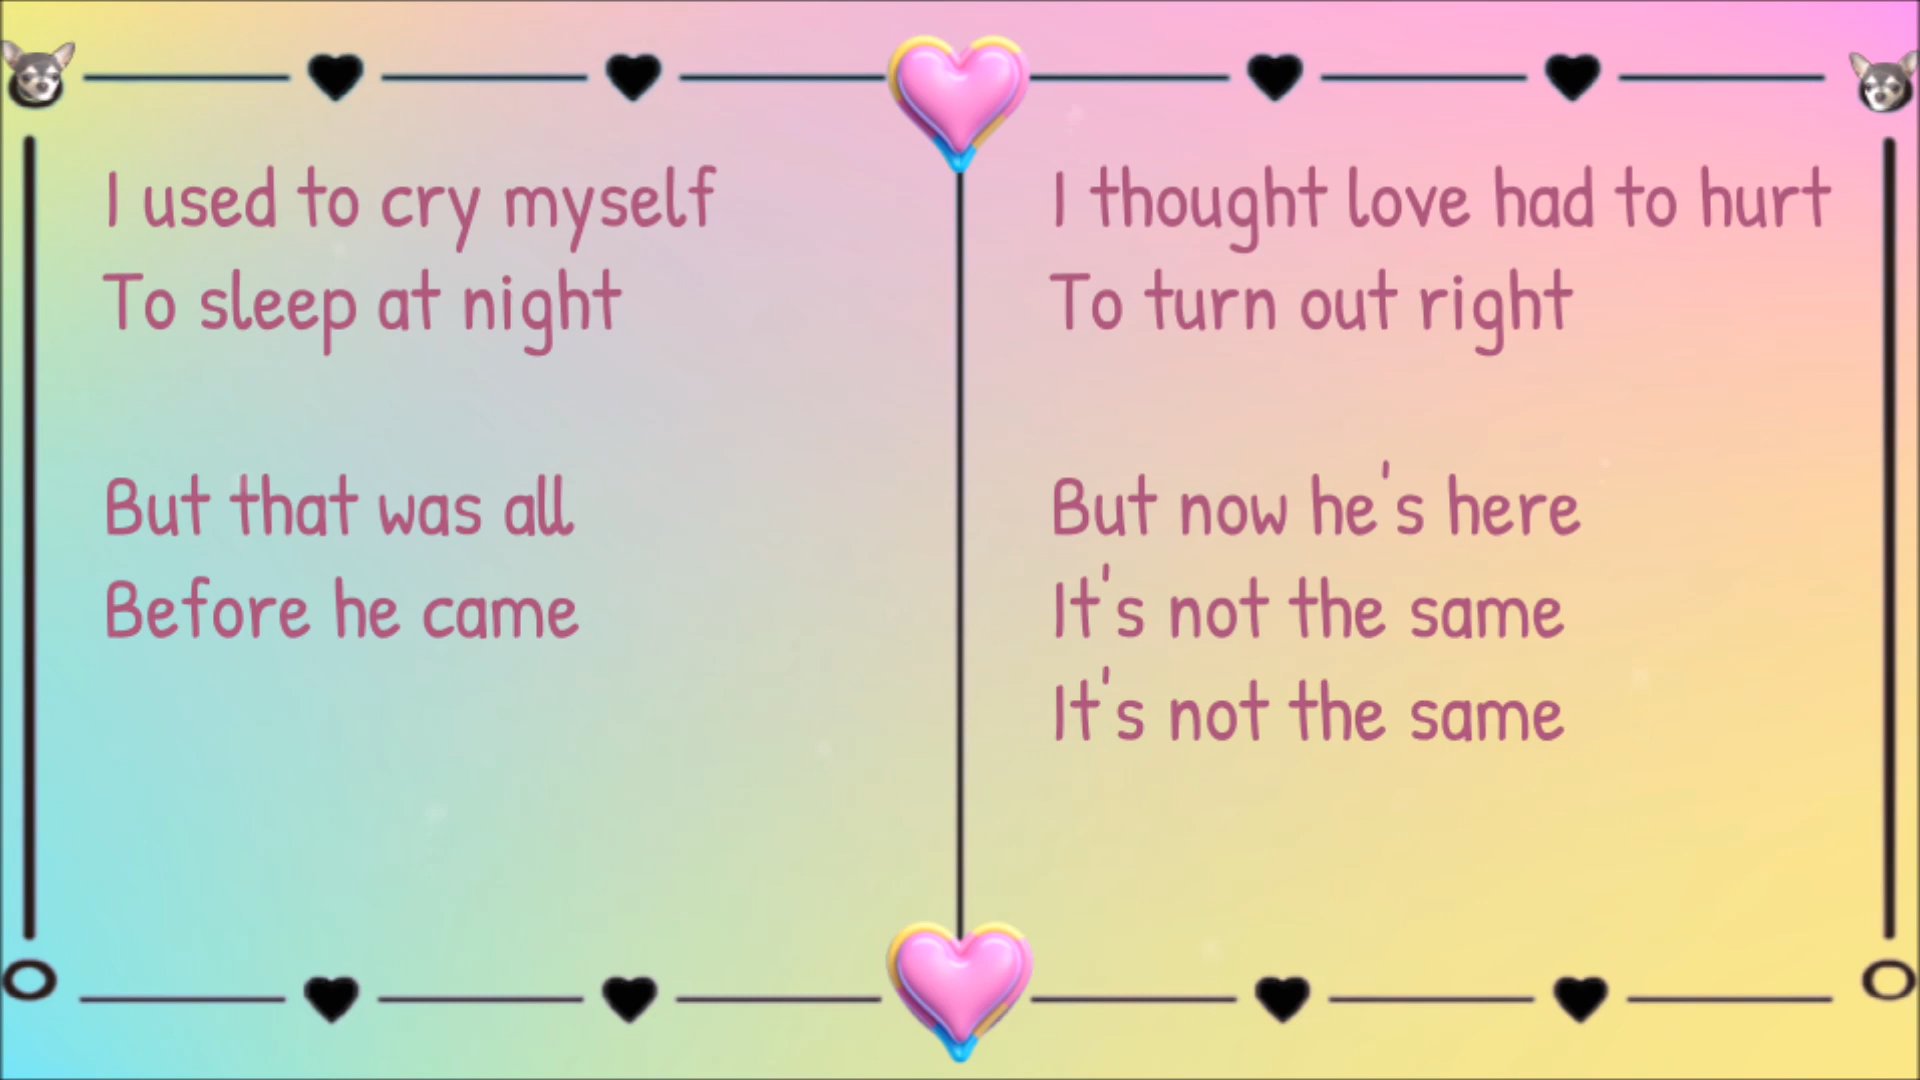 I used to cry myself
To sleep at night
But that was all
Before he came
I thought love had to hurt
To turn out right
But now he's here
It's not the same
It's not the same